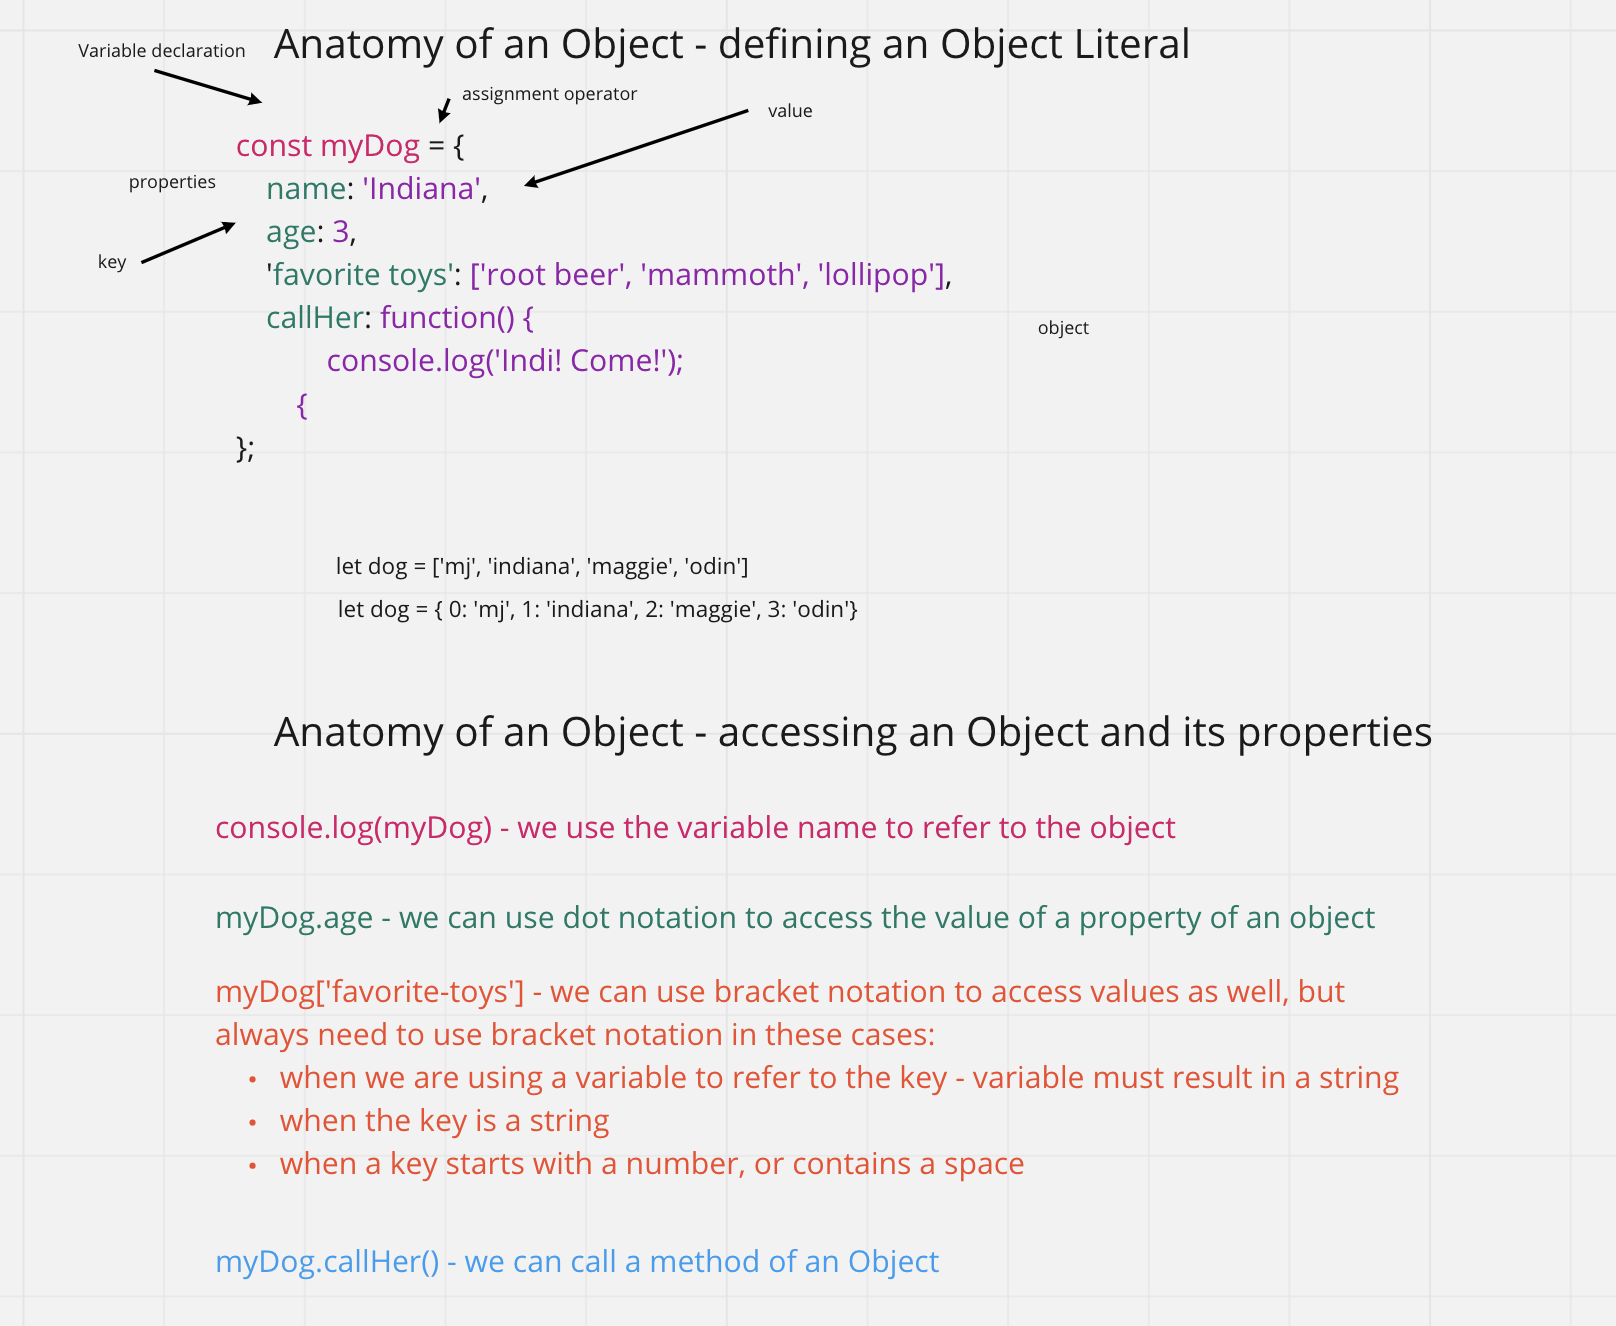 Anatomy of an Object - defining an Object Literal
Variable declaration
assignment operator
value
const myDog = {
properties
name: 'Indiana',
age: 3,
key
'favorite toys': ['root beer', 'mammoth', 'lollipop'],
callHer: function() {
object
console.log('Indi! Come!');
{
};
let dog = ['mj', 'indiana', 'maggie', 'odin']
let dog = { 0: 'mj', 1: 'indiana', 2: 'maggie', 3: 'odin'}
Anatomy of an Object - accessing an Object and its properties
console.log(myDog) - we use the variable name to refer to the object
myDog.age - we can use dot notation to access the value of a property of an object
myDog['favorite-toys'] - we can use bracket notation to access values as well, but
always need to use bracket notation in these cases:
• when we are using a variable to refer to the key - variable must result in a string
• when the key is a string
• when a key starts with a number, or contains a space
myDog.callHer() - we can call a method of an Object